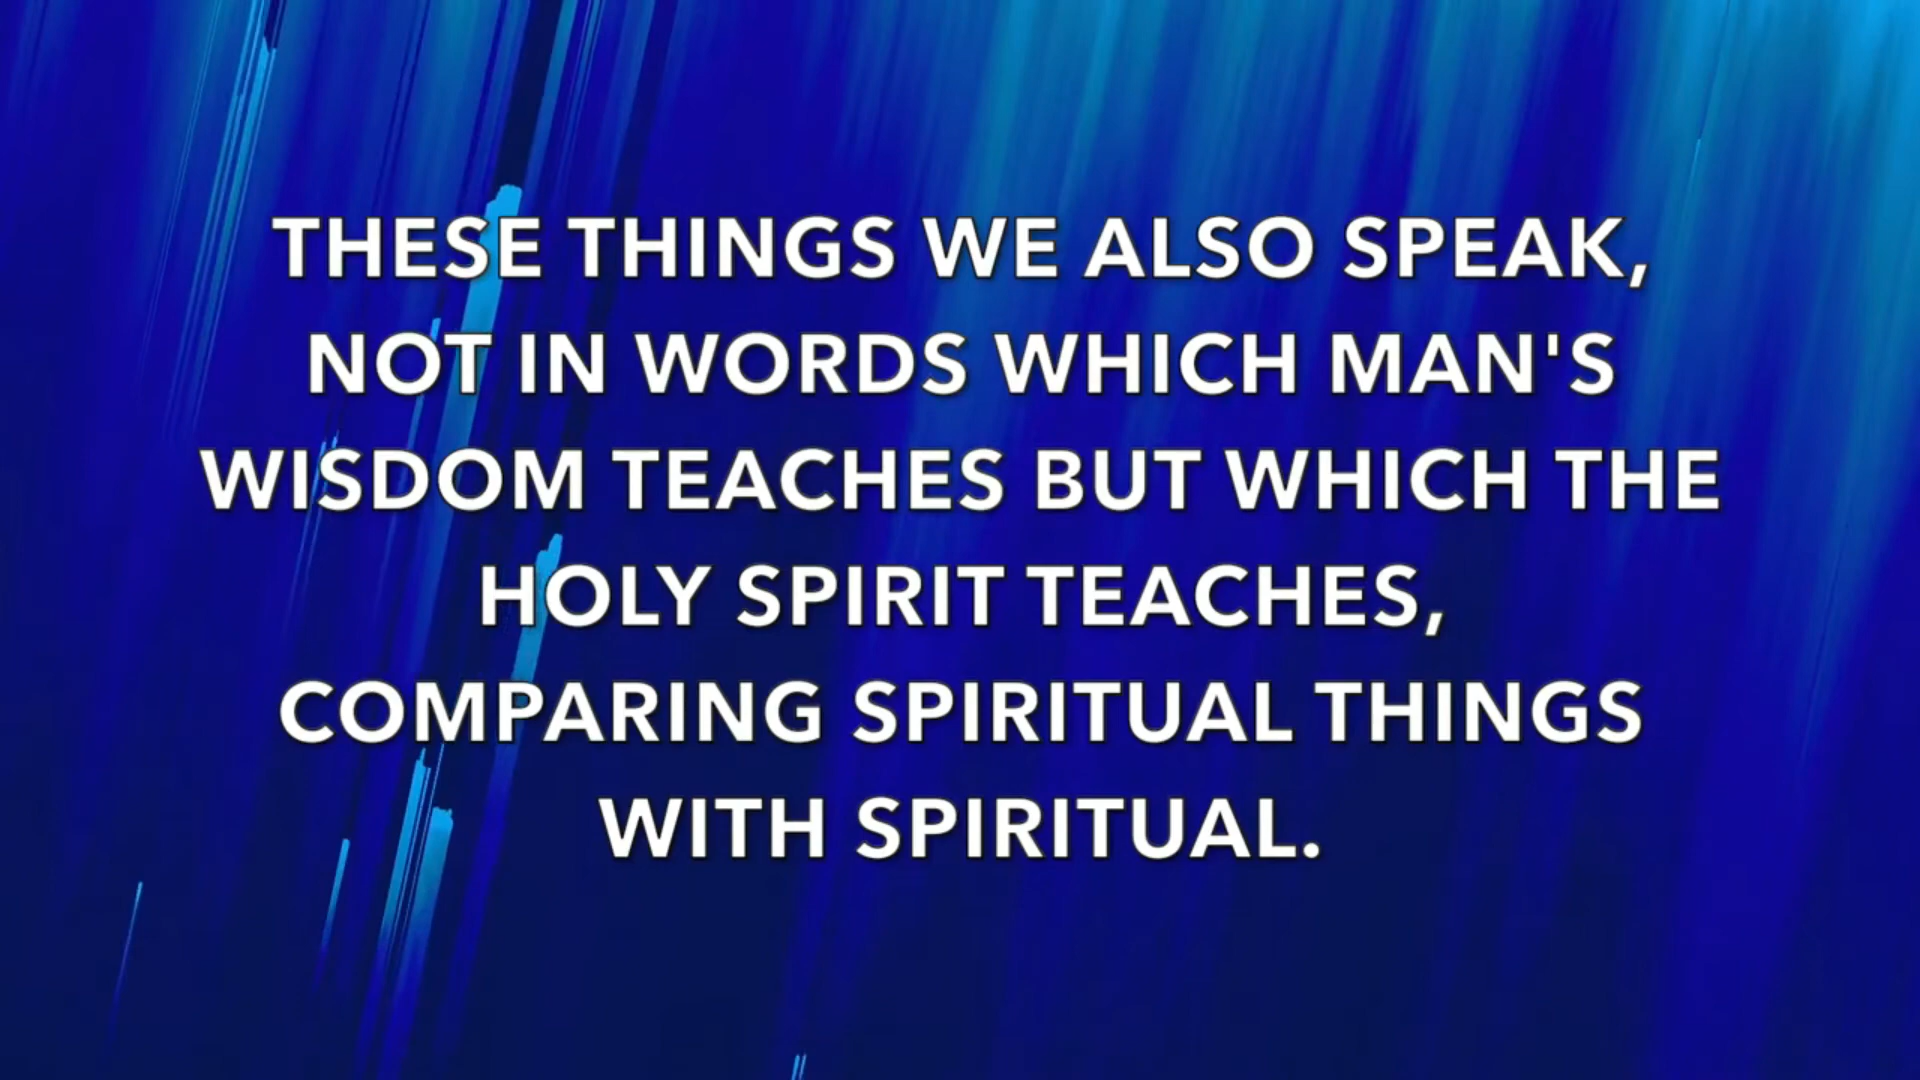 THESE THINGS WE ALSO SPEAK,
NOT IN WORDS WHICH MAN'S
WISDOM TEACHES BUT WHICH THE
HOLY SPIRIT TEACHES,
COMPARING SPIRITUAL THINGS
WITH SPIRITUAL.